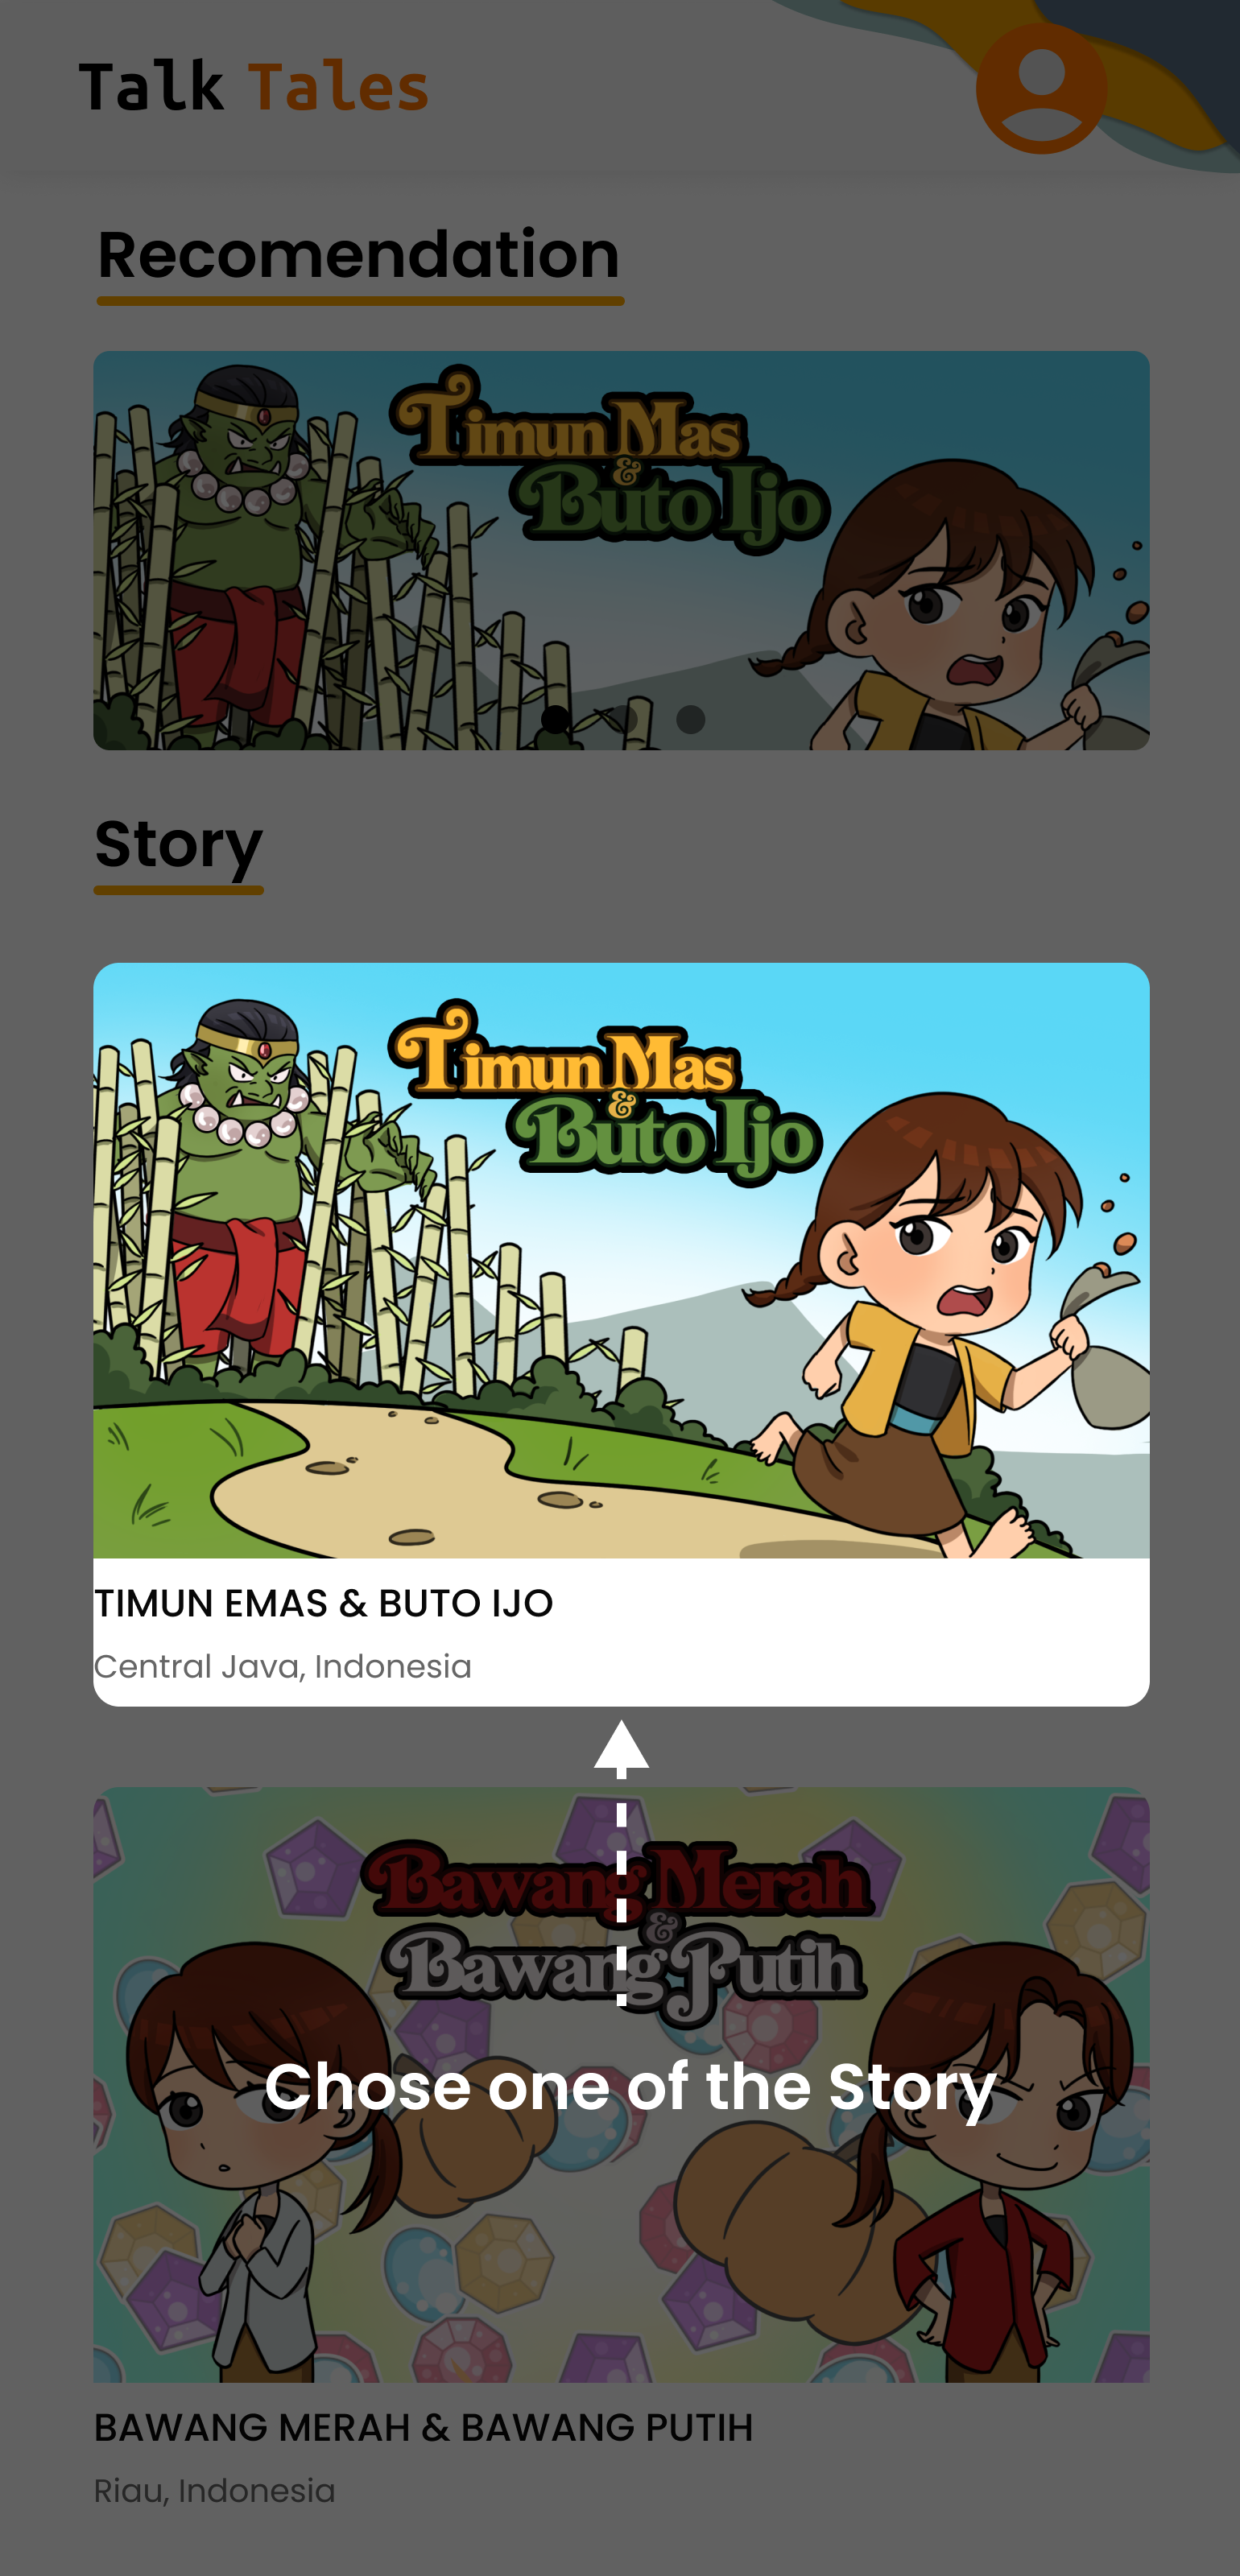 Talk Tales
Recomendation
Timun Mas
&
Buto Ijo
Story
Timun Mas
&
Buto Ijo
TIMUN EMAS & BUTO IJO
Central Java, Indonesia
Bawang Merah
&
Bawang Putih
Chose one of the Story
BAWANG MERAH & BAWANG PUTIH
Riau, Indonesia